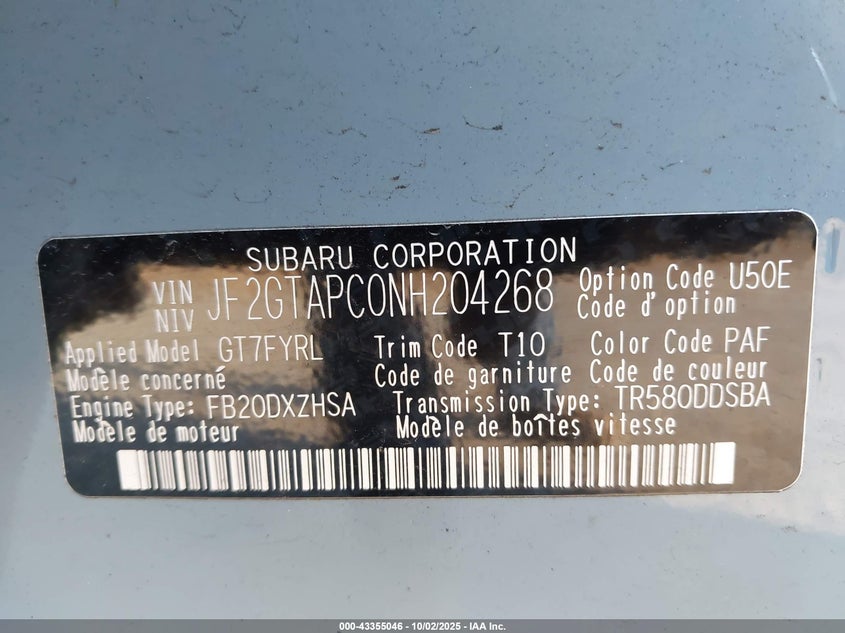 SUBARU CORPORATION
VIN NIV JF2GTAPC0NH204268 Option Code U50E
Code d'option
Applied Model GT7FYRL Trim Code T10 Color Code PAF
Modèle concerné Code de garniture Code de couleur
Engine Type: FB20DXZHSA Transmission Type: TR580DDSBA
Modèle de moteur Modèle de boîtes vitesse
000-43355046 - 10/02/2025 - IAA Inc.